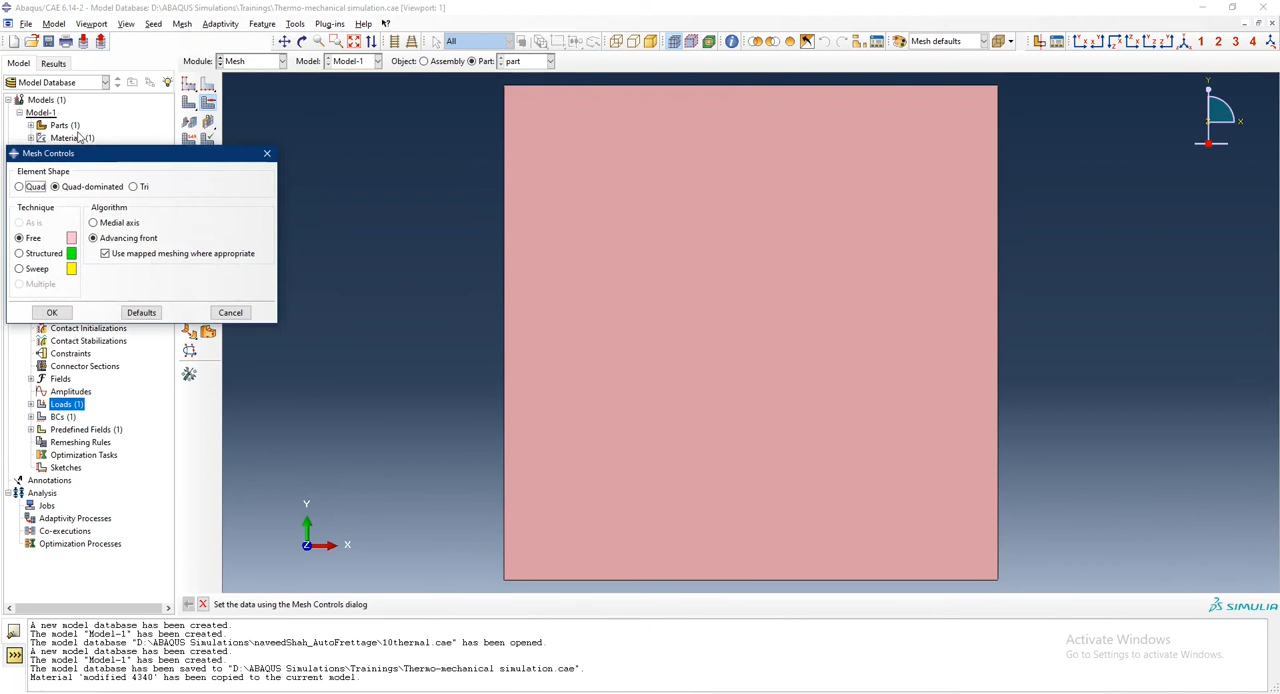 Abaqus/CAE 6.14-2 - Model Database: D:\ABAQUS Simulations\Trainings\Thermo-mechanical simulation.cae [Viewport: 1]
File Model Viewport View Seed Mesh Adaptivity Feature Tools Plug-ins Help
All Mesh defaults 1 2 3 4
Model Results Module: Mesh Model: Model-1 Object: Assembly Part: part
Model Database
Models (1)
Model-1
Parts (1)
Materials (1)
Mesh Controls
Element Shape
Quad Quad-dominated Tri
Technique Algorithm
As is Medial axis
Free Advancing front
Structured Use mapped meshing where appropriate
Sweep
Multiple
OK Defaults Cancel
Contact Initializations
Contact Stabilizations
Constraints
Connector Sections
Fields
Amplitudes
Loads (1)
BCs (1)
Predefined Fields (1)
Remeshing Rules
Optimization Tasks
Sketches
Annotations
Analysis
Jobs
Adaptivity Processes
Co-executions
Optimization Processes
Y
X
Y
X
Z
Set the data using the Mesh Controls dialog
SIMULIA
A new model database has been created.
The model "Model-1" has been created.
The model database "D:\ABAQUS Simulations\naveedShah_AutoFrettage\10thermal.cae" has been opened.
A new model database has been created.
The model "Model-1" has been created.
The model database has been saved to "D:\ABAQUS Simulations\Trainings\Thermo-mechanical simulation.cae".
Material 'modified 4340' has been copied to the current model.
Activate Windows
Go to Settings to activate Windows.